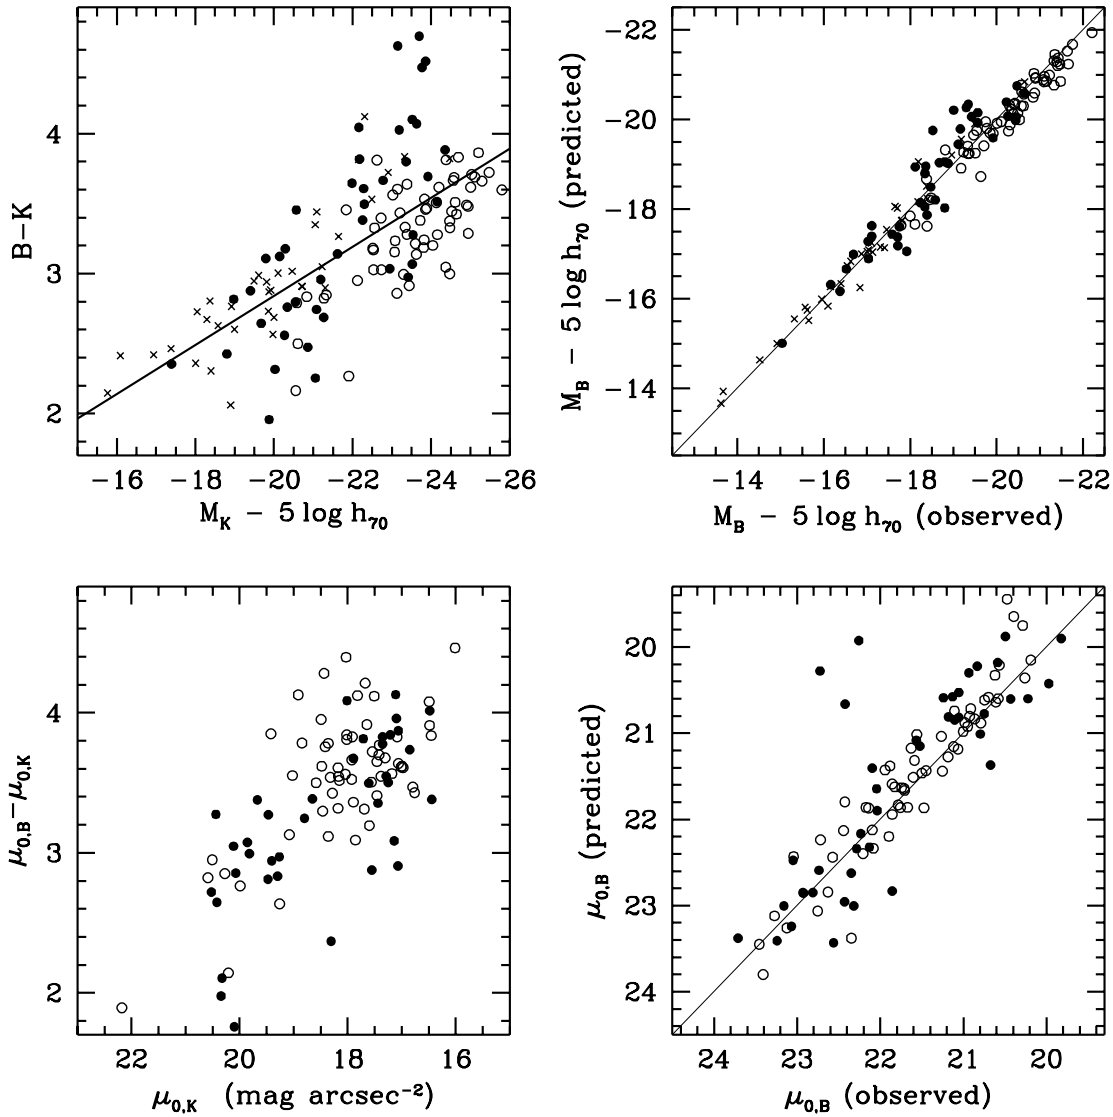 4
3
2
B−K
−16 −18 −20 −22 −24 −26
M_K − 5 log h_70
−22
−20
−18
−16
−14
M_B − 5 log h_70 (predicted)
−14 −16 −18 −20 −22
M_B − 5 log h_70 (observed)
4
3
2
μ_0,B−μ_0,K
22 20 18 16
μ_0,K (mag arcsec⁻²)
20
21
22
23
24
μ_0,B (predicted)
24 23 22 21 20
μ_0,B (observed)